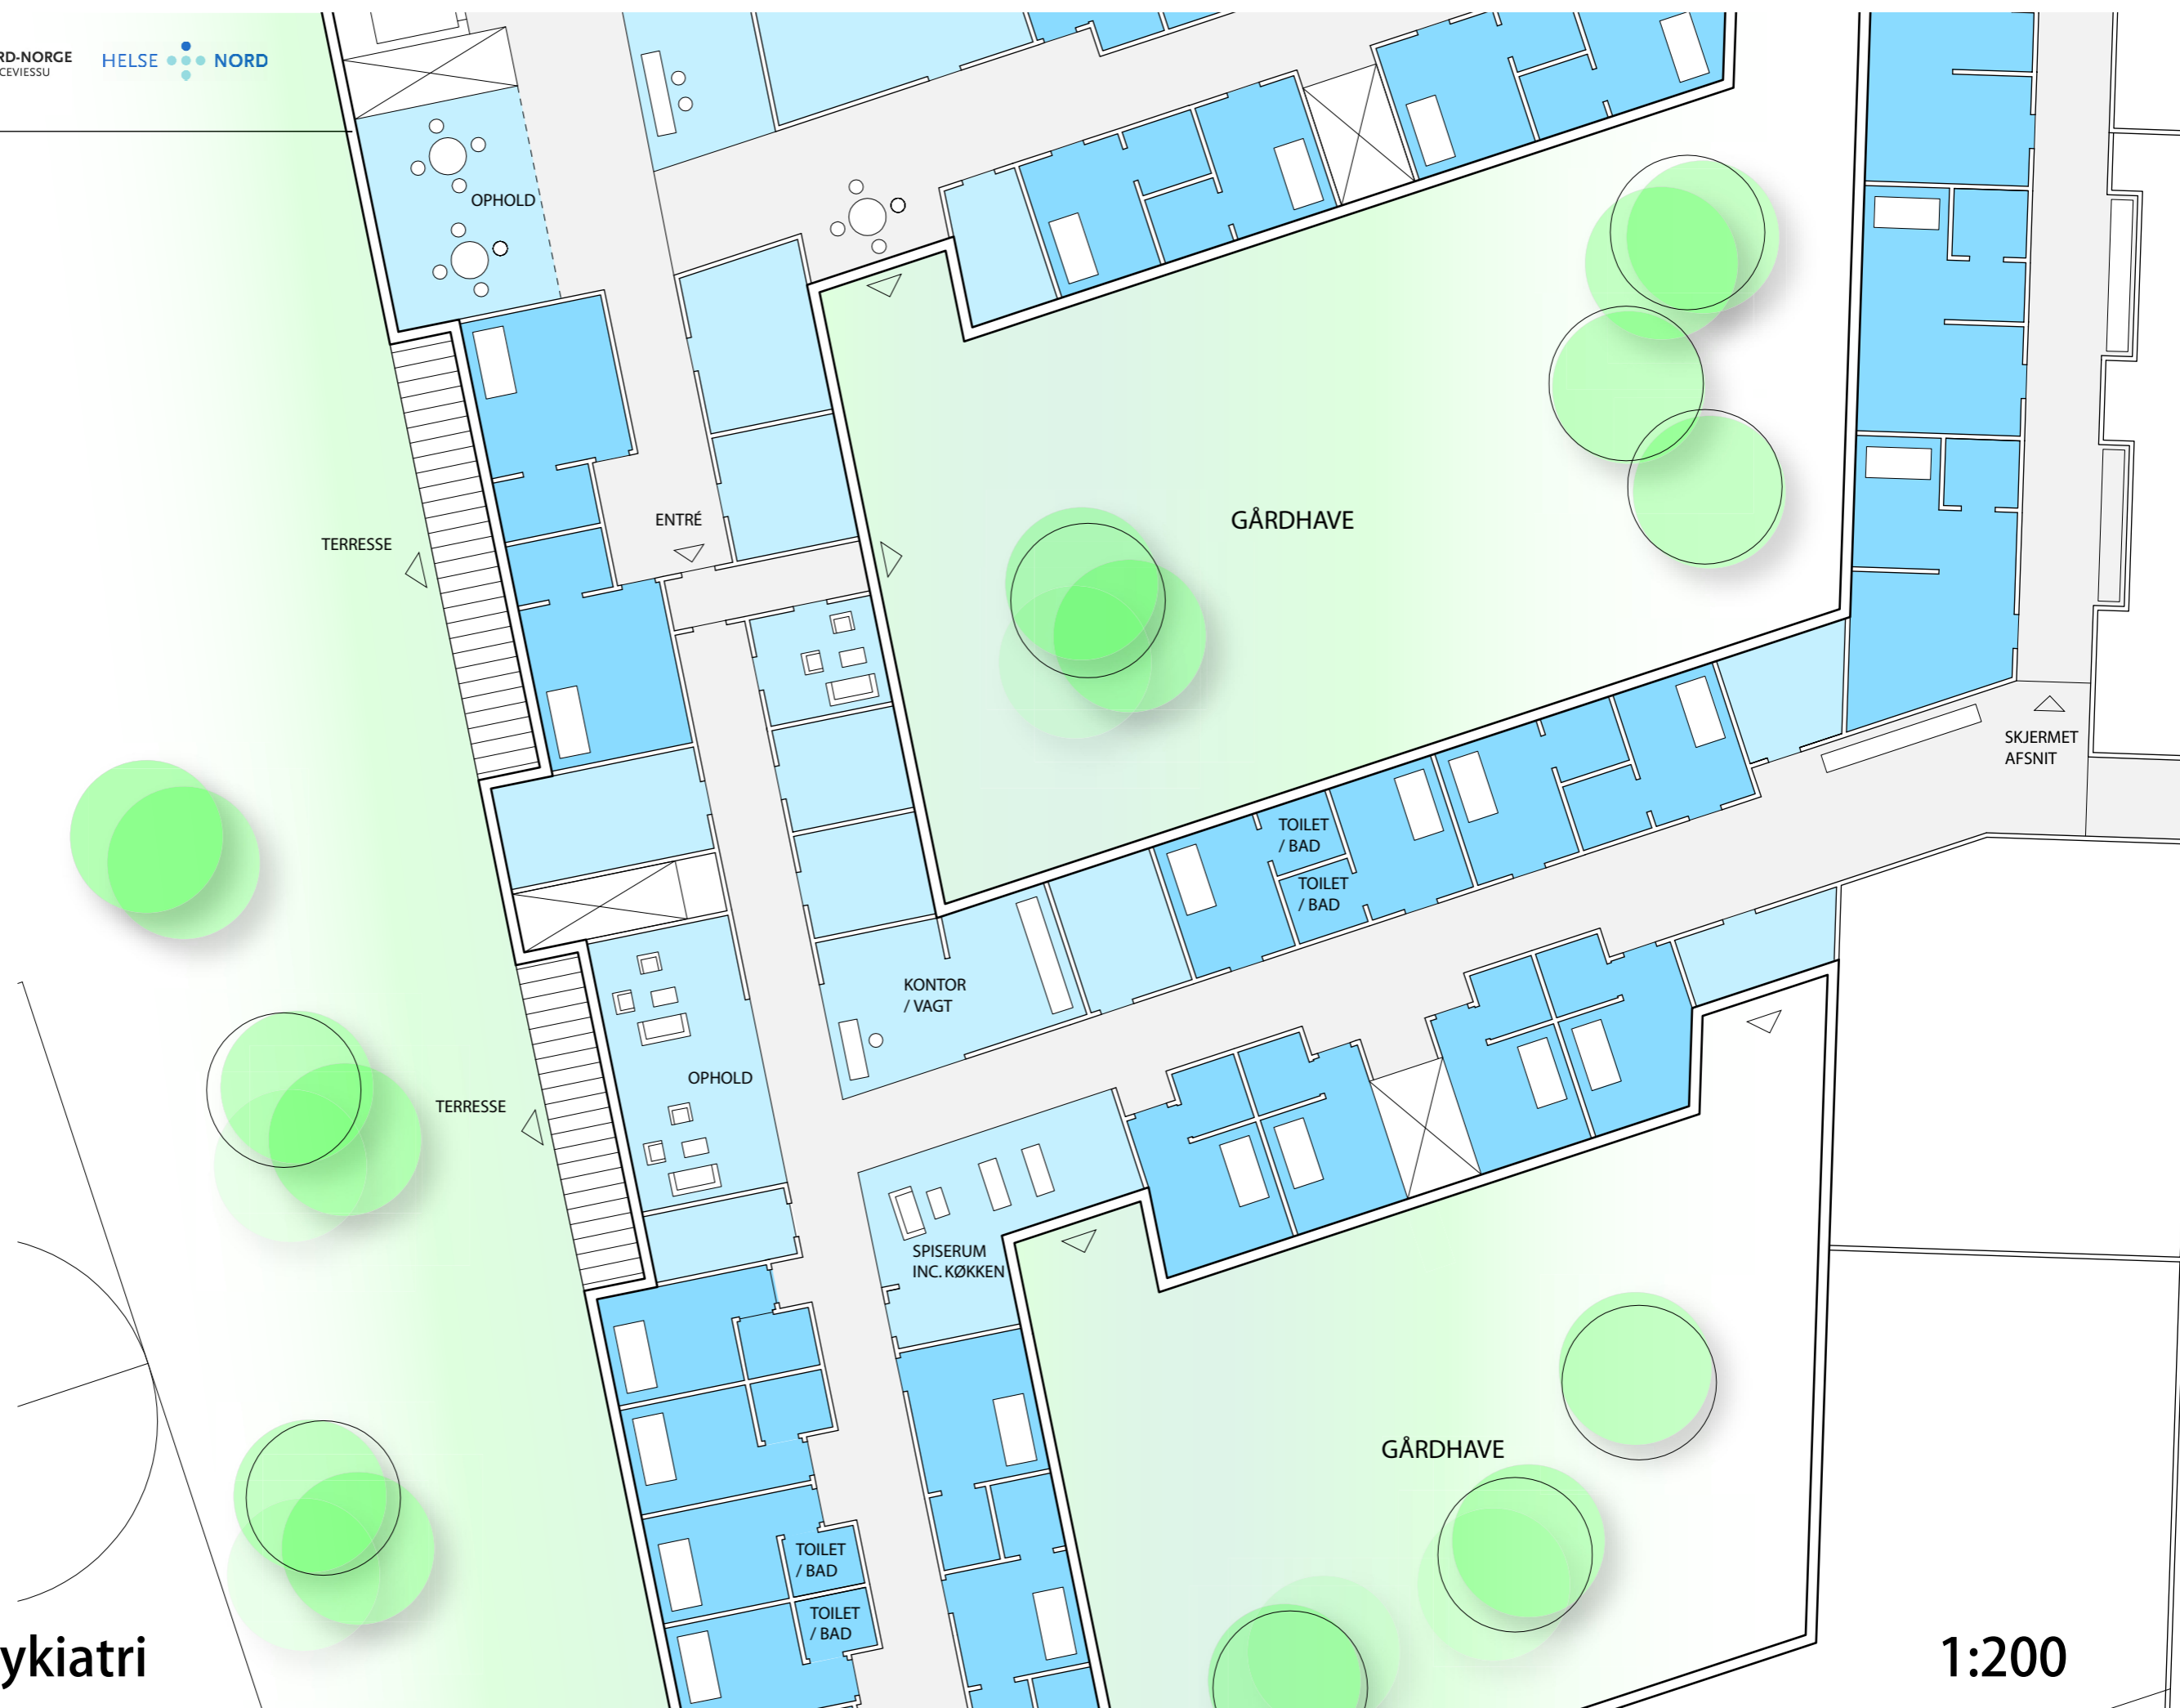 RD-NORGE
CEVIESSU
HELSE NORD
OPHOLD
ENTRÉ
TERRESSE
GÅRDHAVE
SKJERMET
AFSNIT
TOILET
/ BAD
TOILET
/ BAD
KONTOR
/ VAGT
OPHOLD
TERRESSE
SPISERUM
INC. KØKKEN
GÅRDHAVE
TOILET
/ BAD
TOILET
/ BAD
ykiatri
1:200